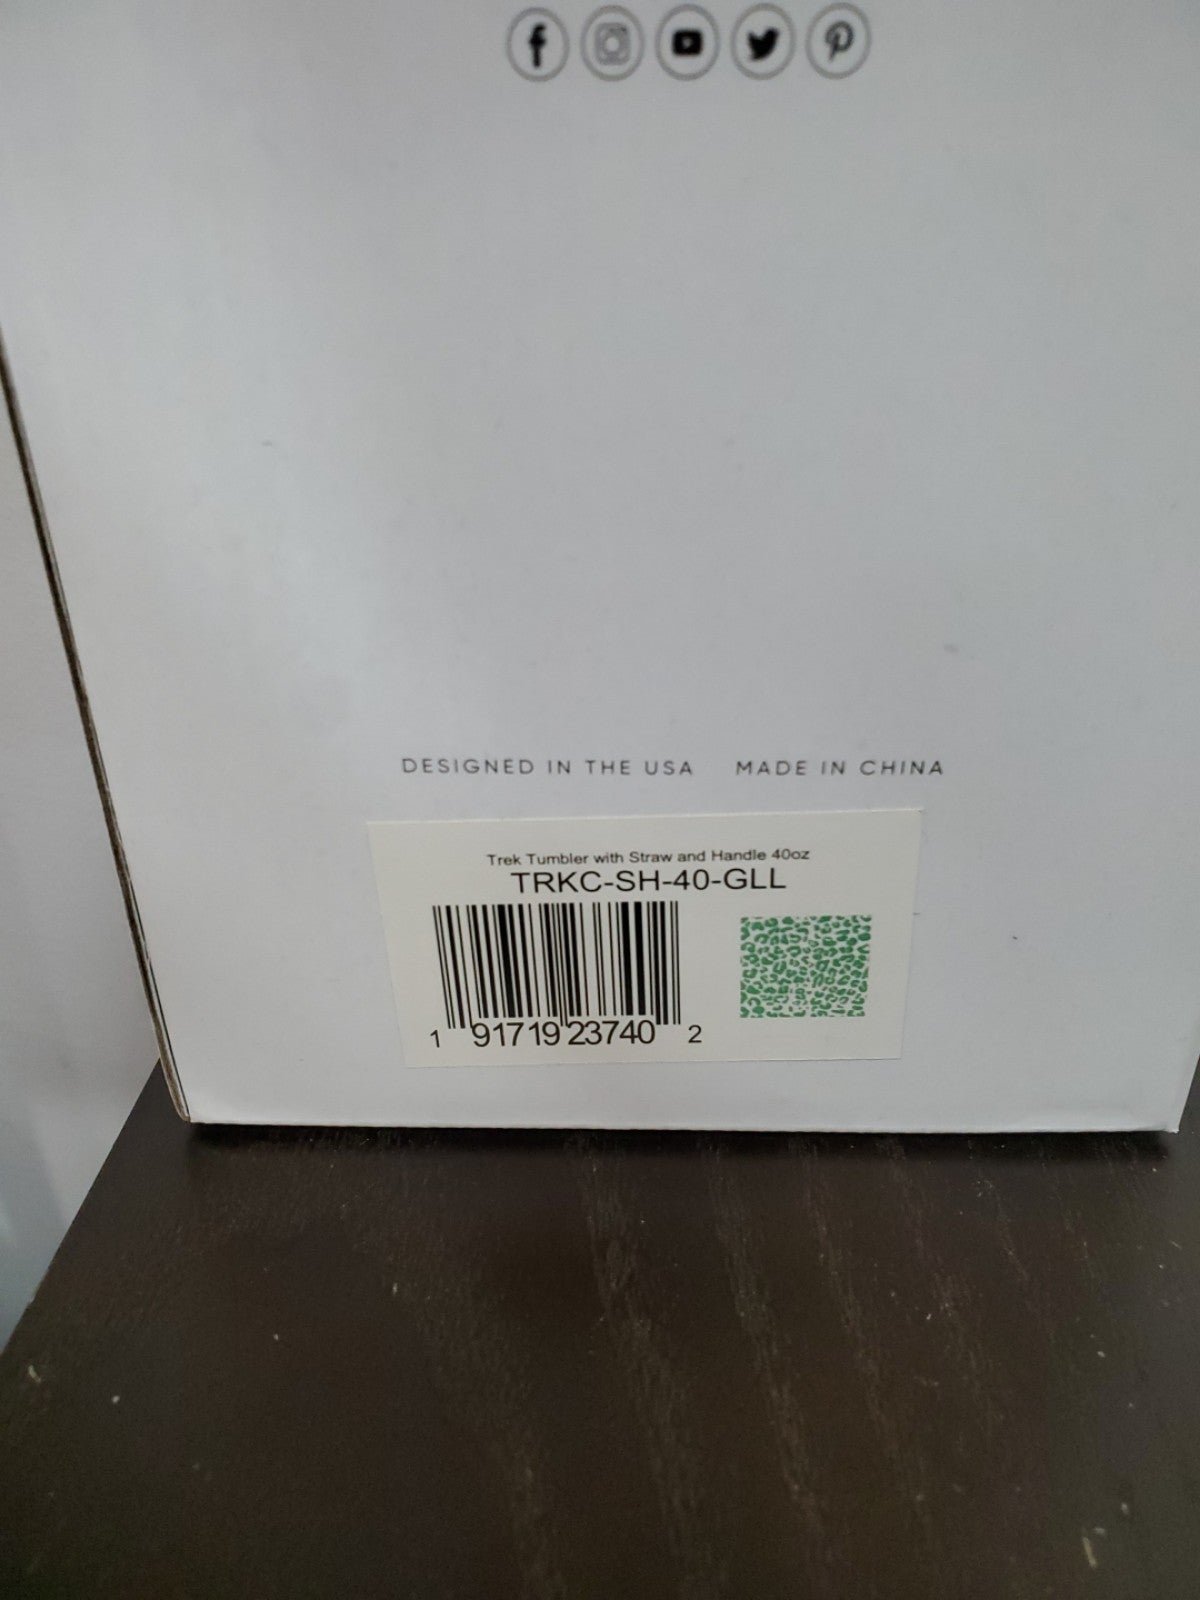 DESIGNED IN THE USA MADE IN CHINA
Trek Tumbler with Straw and Handle 40oz
TRKC-SH-40-GLL
1 91719 23740 2